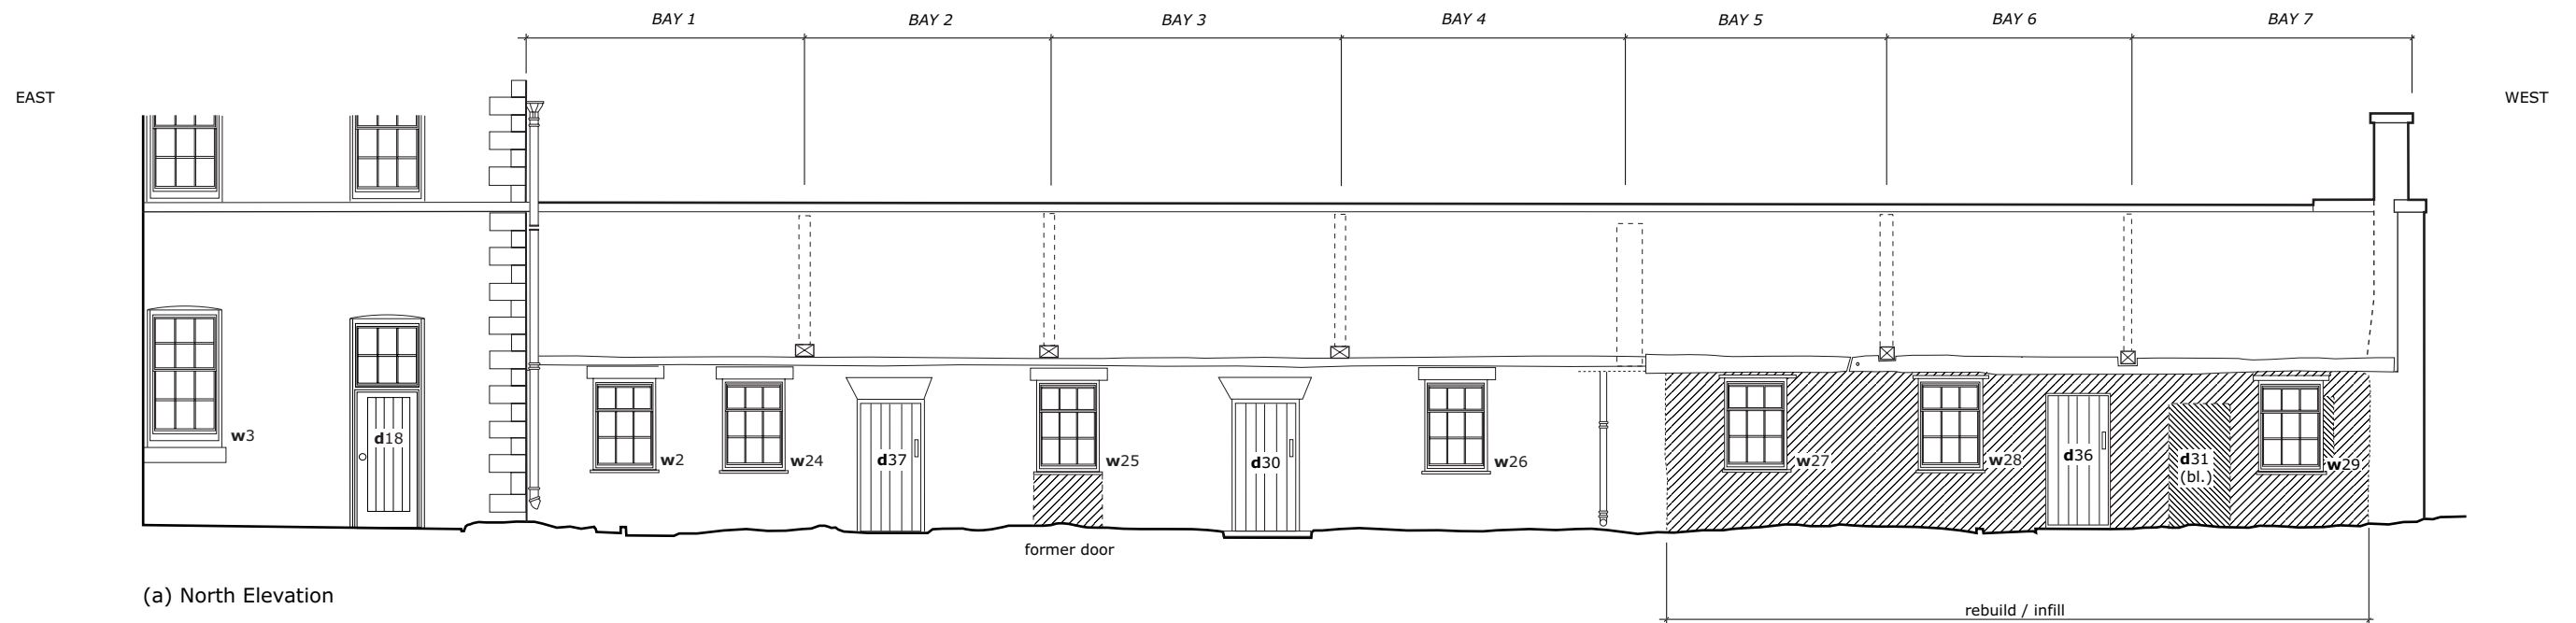 BAY 1
BAY 2
BAY 3
BAY 4
BAY 5
BAY 6
BAY 7
EAST
WEST
w3
d18
w2
w24
d37
w25
d30
w26
w27
w28
d36
d31
(bl.)
w29
former door
(a) North Elevation
rebuild / infill